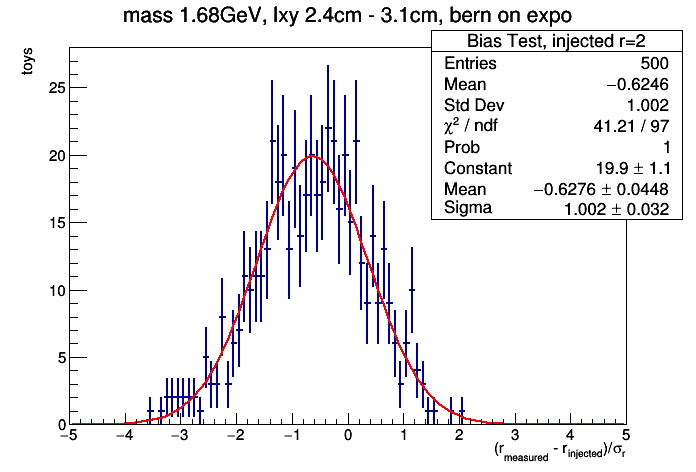 mass 1.68GeV, lxy 2.4cm - 3.1cm, bern on expo
Bias Test, injected r=2
Entries 500
Mean −0.6246
Std Dev 1.002
χ² / ndf 41.21 / 97
Prob 1
Constant 19.9 ± 1.1
Mean −0.6276 ± 0.0448
Sigma 1.002 ± 0.032
toys
25
20
15
10
5
0
−5 −4 −3 −2 −1 0 1 2 3 4 5
(r_measured - r_injected)/σ_r